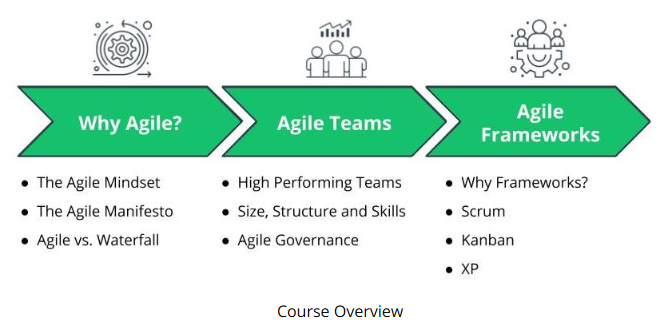 Why Agile?
Agile Teams
Agile
Frameworks
• The Agile Mindset
• The Agile Manifesto
• Agile vs. Waterfall
• High Performing Teams
• Size, Structure and Skills
• Agile Governance
• Why Frameworks?
• Scrum
• Kanban
• XP
Course Overview